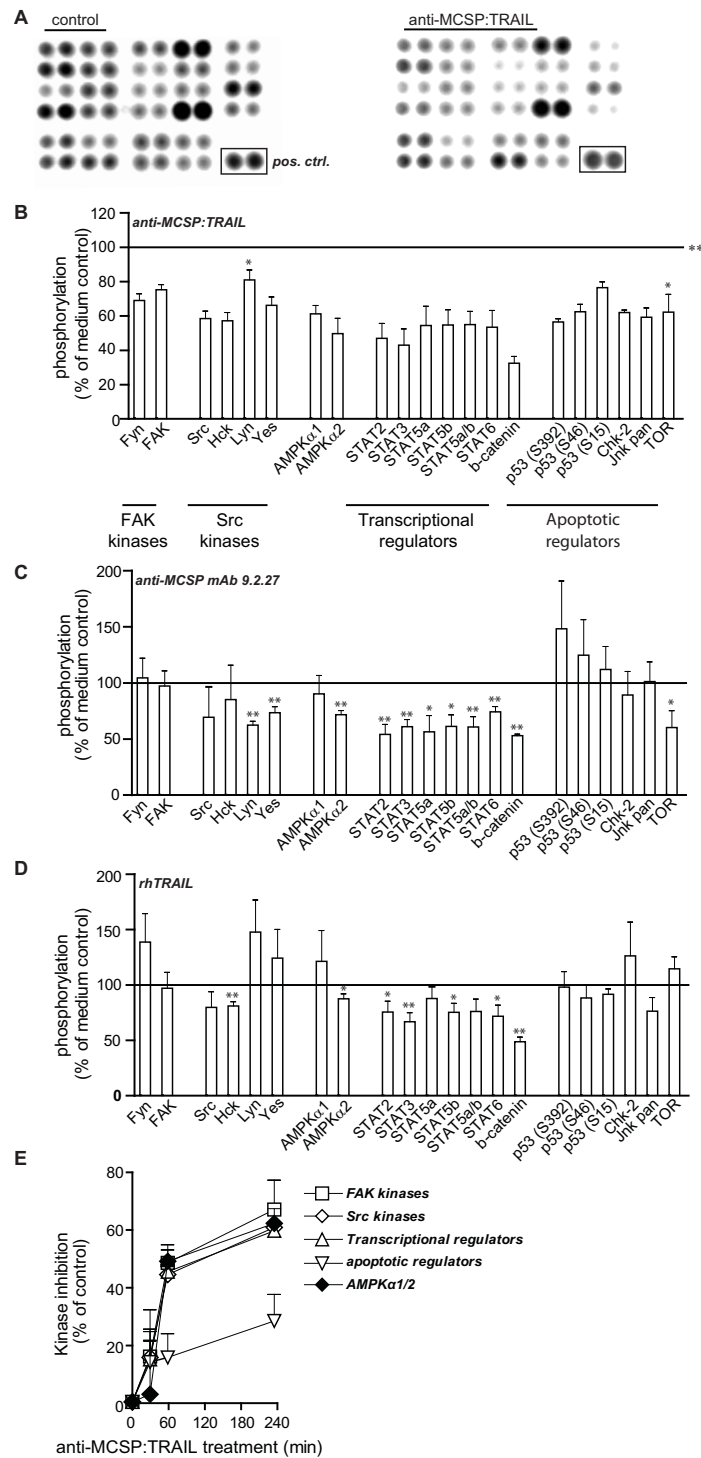 A
control
anti-MCSP:TRAIL
pos. ctrl.
B
anti-MCSP:TRAIL
phosphorylation
(% of medium control)
120
100
80
60
40
20
0
**
*
*
Fyn
FAK
Src
Hck
Lyn
Yes
AMPKα1
AMPKα2
STAT2
STAT3
STAT5a
STAT5b
STAT5a/b
STAT6
b-catenin
p53 (S392)
p53 (S46)
p53 (S15)
Chk-2
Jnk pan
TOR
FAK
kinases
Src
kinases
Transcriptional
regulators
Apoptotic
regulators
C
anti-MCSP mAb 9.2.27
phosphorylation
(% of medium control)
200
150
100
50
0
**
**
**
**
**
*
*
**
**
**
*
Fyn
FAK
Src
Hck
Lyn
Yes
AMPKα1
AMPKα2
STAT2
STAT3
STAT5a
STAT5b
STAT5a/b
STAT6
b-catenin
p53 (S392)
p53 (S46)
p53 (S15)
Chk-2
Jnk pan
TOR
D
rhTRAIL
phosphorylation
(% of medium control)
200
150
100
50
0
**
*
*
**
*
*
**
Fyn
FAK
Src
Hck
Lyn
Yes
AMPKα1
AMPKα2
STAT2
STAT3
STAT5a
STAT5b
STAT5a/b
STAT6
b-catenin
p53 (S392)
p53 (S46)
p53 (S15)
Chk-2
Jnk pan
TOR
E
Kinase inhibition
(% of control)
80
60
40
20
0
0 60 120 180 240
anti-MCSP:TRAIL treatment (min)
FAK kinases
Src kinases
Transcriptional regulators
apoptotic regulators
AMPKα1/2